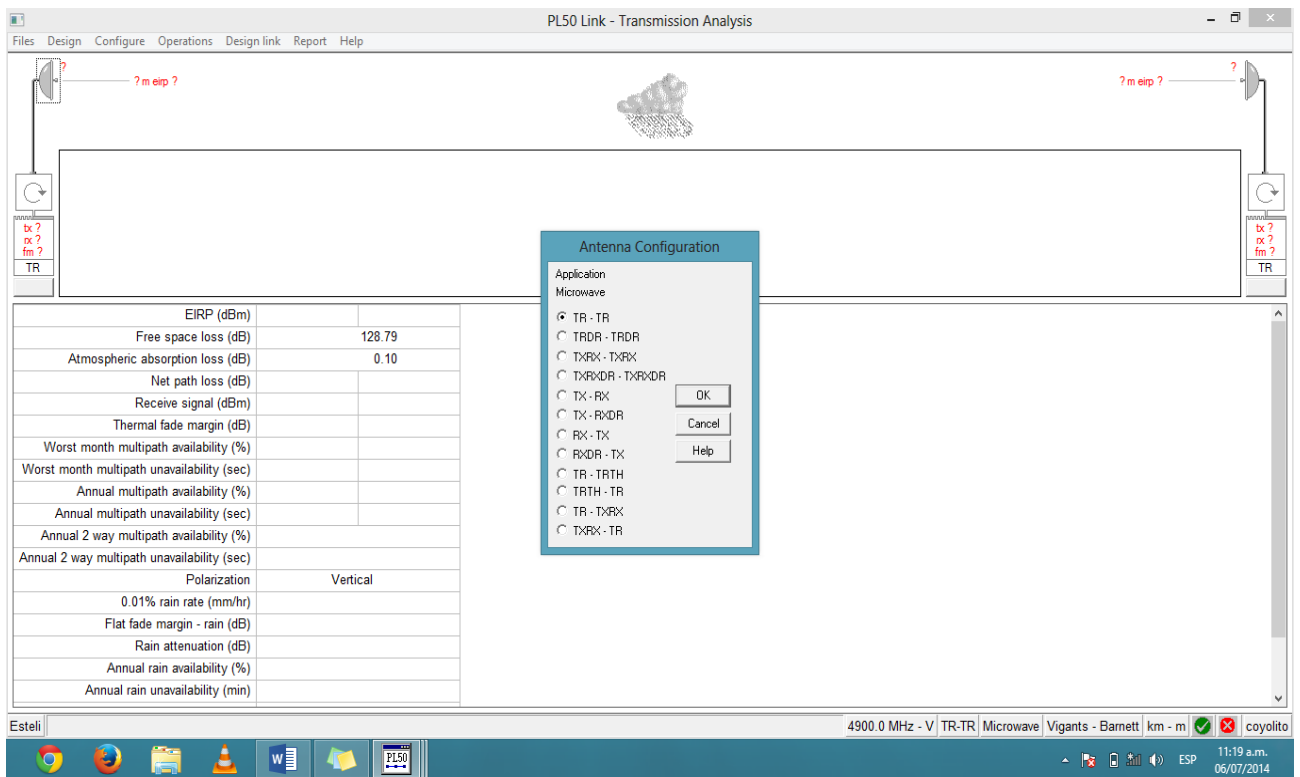 PL50 Link - Transmission Analysis
Files Design Configure Operations Design link Report Help
?
? m eirp ?
? m eirp ?
?
tx ?
rx ?
fm ?
TR
tx ?
rx ?
fm ?
TR
Antenna Configuration
Application
Microwave
TR - TR
TRDR - TRDR
TXRX - TXRX
TXRXDR - TXRXDR
TX - RX
TX - RXDR
RX - TX
RXDR - TX
TR - TRTH
TRTH - TR
TR - TXRX
TXRX - TR
OK
Cancel
Help
EIRP (dBm)
Free space loss (dB) 128.79
Atmospheric absorption loss (dB) 0.10
Net path loss (dB)
Receive signal (dBm)
Thermal fade margin (dB)
Worst month multipath availability (%)
Worst month multipath unavailability (sec)
Annual multipath availability (%)
Annual multipath unavailability (sec)
Annual 2 way multipath availability (%)
Annual 2 way multipath unavailability (sec)
Polarization Vertical
0.01% rain rate (mm/hr)
Flat fade margin - rain (dB)
Rain attenuation (dB)
Annual rain availability (%)
Annual rain unavailability (min)
Esteli 4900.0 MHz - V TR-TR Microwave Vigants - Barnett km - m coyolito
PL50
ESP
11:19 a.m.
06/07/2014